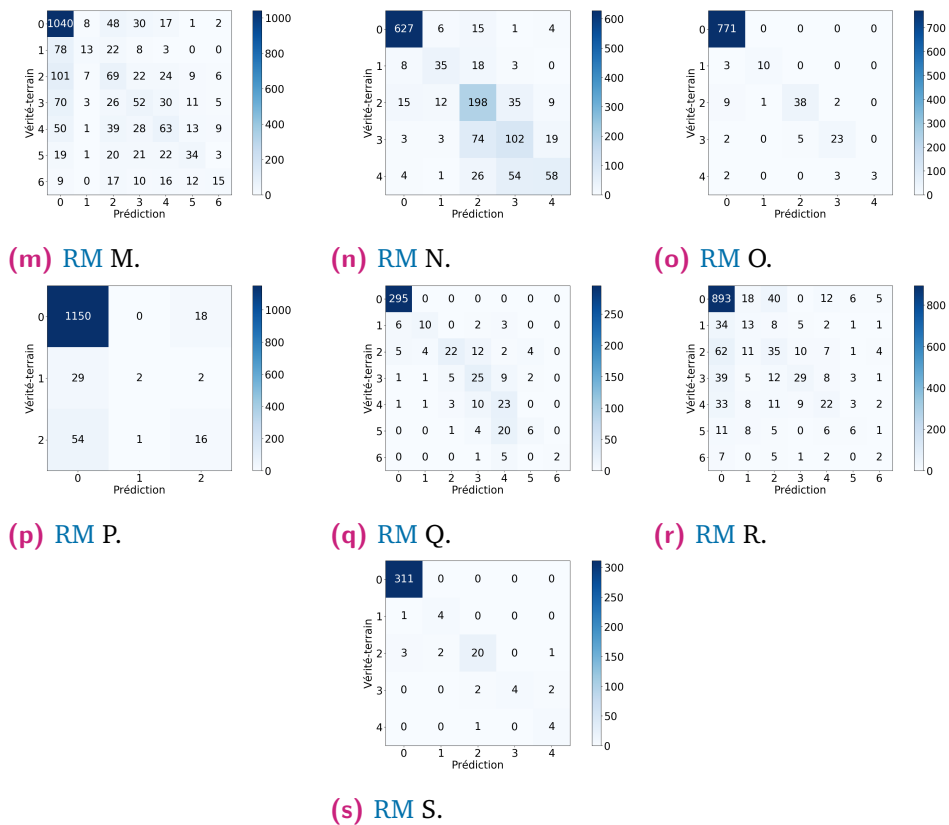 0 1040 8 48 30 17 1 2
1 78 13 22 8 3 0 0
2 101 7 69 22 24 9 6
3 70 3 26 52 30 11 5
4 50 1 39 28 63 13 9
5 19 1 20 21 22 34 3
6 9 0 17 10 16 12 15
0 1 2 3 4 5 6
Prédiction
Vérité-terrain
1000
800
600
400
200
0
(m) RM M.
0 627 6 15 1 4
1 8 35 18 3 0
2 15 12 198 35 9
3 3 3 74 102 19
4 4 1 26 54 58
0 1 2 3 4
Prédiction
Vérité-terrain
600
500
400
300
200
100
0
(n) RM N.
0 771 0 0 0 0
1 3 10 0 0 0
2 9 1 38 2 0
3 2 0 5 23 0
4 2 0 0 3 3
0 1 2 3 4
Prédiction
Vérité-terrain
700
600
500
400
300
200
100
0
(o) RM O.
0 1150 0 18
1 29 2 2
2 54 1 16
0 1 2
Prédiction
Vérité-terrain
1000
800
600
400
200
0
(p) RM P.
0 295 0 0 0 0 0 0
1 6 10 0 2 3 0 0
2 5 4 22 12 2 4 0
3 1 1 5 25 9 2 0
4 1 1 3 10 23 0 0
5 0 0 1 4 20 6 0
6 0 0 0 1 5 0 2
0 1 2 3 4 5 6
Prédiction
Vérité-terrain
250
200
150
100
50
0
(q) RM Q.
0 893 18 40 0 12 6 5
1 34 13 8 5 2 1 1
2 62 11 35 10 7 1 4
3 39 5 12 29 8 3 1
4 33 8 11 9 22 3 2
5 11 8 5 0 6 6 1
6 7 0 5 1 2 0 2
0 1 2 3 4 5 6
Prédiction
Vérité-terrain
800
600
400
200
0
(r) RM R.
0 311 0 0 0 0
1 1 4 0 0 0
2 3 2 20 0 1
3 0 0 2 4 2
4 0 0 1 0 4
0 1 2 3 4
Prédiction
Vérité-terrain
300
250
200
150
100
50
0
(s) RM S.